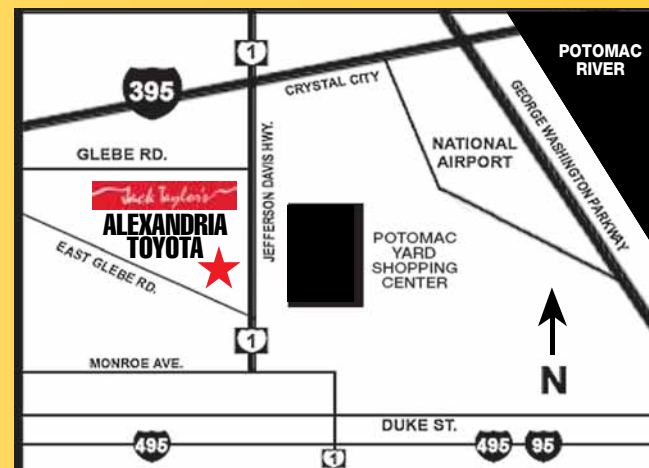 1
POTOMAC
RIVER
395
CRYSTAL CITY
GEORGE WASHINGTON PARKWAY
NATIONAL
AIRPORT
GLEBE RD.
JEFFERSON DAVIS HWY.
Jack Taylor's
ALEXANDRIA
TOYOTA
EAST GLEBE RD.
POTOMAC
YARD
SHOPPING
CENTER
1
MONROE AVE.
N
DUKE ST.
495
1
495
95